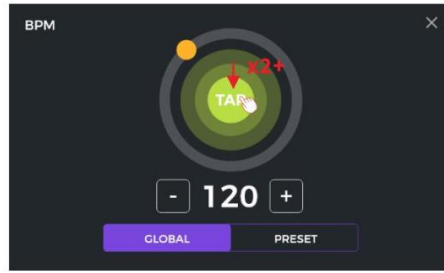 BPM ×
x2+
TAP
- 120 +
GLOBAL PRESET